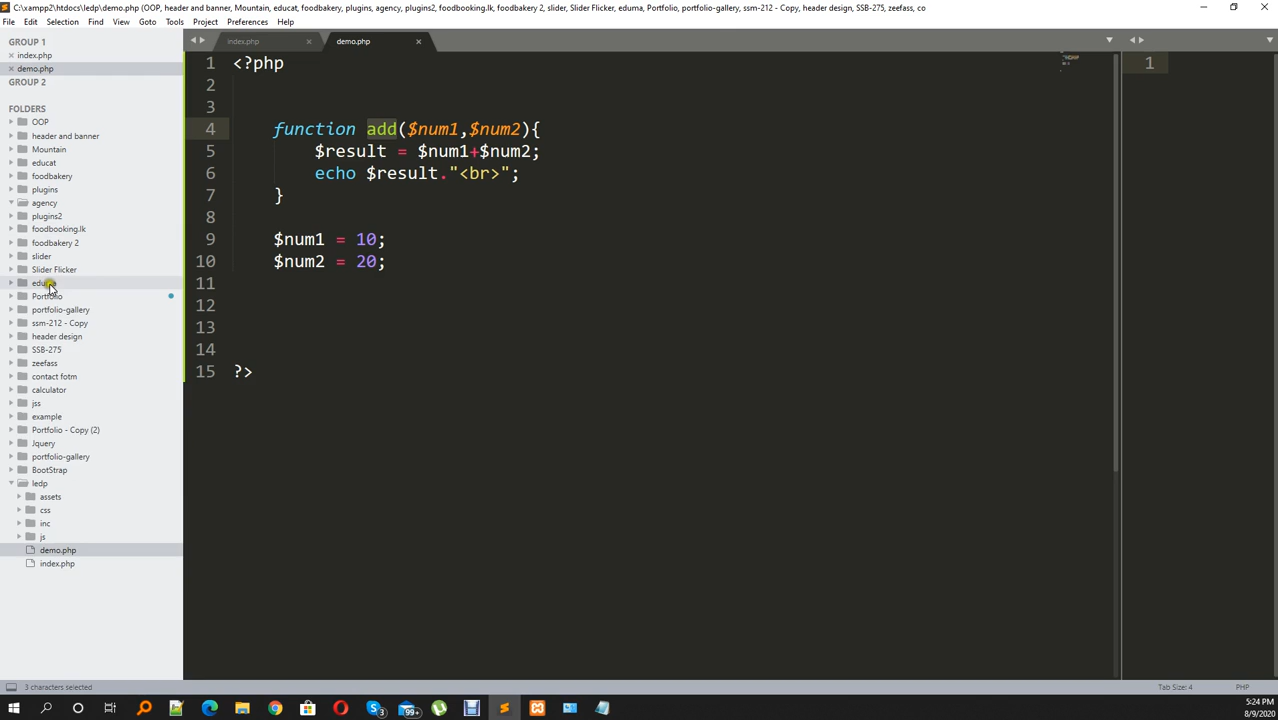 C:\xampp2\htdocs\ledp\demo.php (OOP, header and banner, Mountain, educat, foodbakery, plugins, agency, plugins2, foodbooking.lk, foodbakery 2, slider, Slider Flicker, eduma, Portfolio, portfolio-gallery, ssm-212 - Copy, header design, SSB-275, zeefass, co
File Edit Selection Find View Goto Tools Project Preferences Help
GROUP 1
index.php
demo.php
GROUP 2
FOLDERS
OOP
header and banner
Mountain
educat
foodbakery
plugins
agency
plugins2
foodbooking.lk
foodbakery 2
slider
Slider Flicker
eduma
Portfolio
portfolio-gallery
ssm-212 - Copy
header design
SSB-275
zeefass
contact fotm
calculator
jss
example
Portfolio - Copy (2)
Jquery
portfolio-gallery
BootStrap
ledp
assets
css
inc
js
demo.php
index.php
index.php demo.php
1 <?php
2
3
4 function add($num1,$num2){
5 $result = $num1+$num2;
6 echo $result."<br>";
7 }
8
9 $num1 = 10;
10 $num2 = 20;
11
12
13
14
15 ?>
1
3 characters selected Tab Size: 4 PHP
3 99+
5:24 PM
8/9/2020